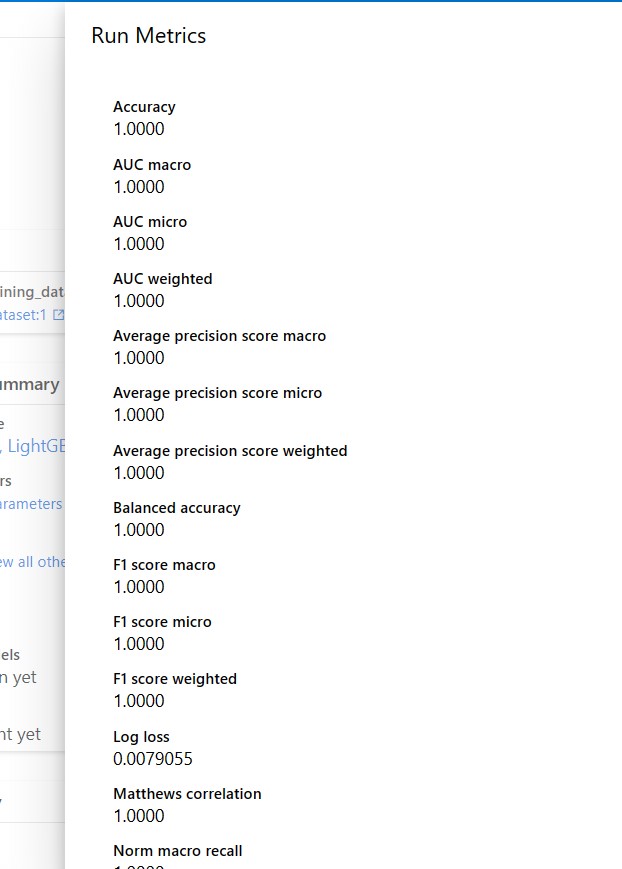 Run Metrics
Accuracy
1.0000
AUC macro
1.0000
AUC micro
1.0000
AUC weighted
1.0000
Average precision score macro
1.0000
Average precision score micro
1.0000
Average precision score weighted
1.0000
Balanced accuracy
1.0000
F1 score macro
1.0000
F1 score micro
1.0000
F1 score weighted
1.0000
Log loss
0.0079055
Matthews correlation
1.0000
Norm macro recall
ining_dat
ataset:1
ummary
e
, LightGB
rs
arameters
ew all othe
els
n yet
nt yet